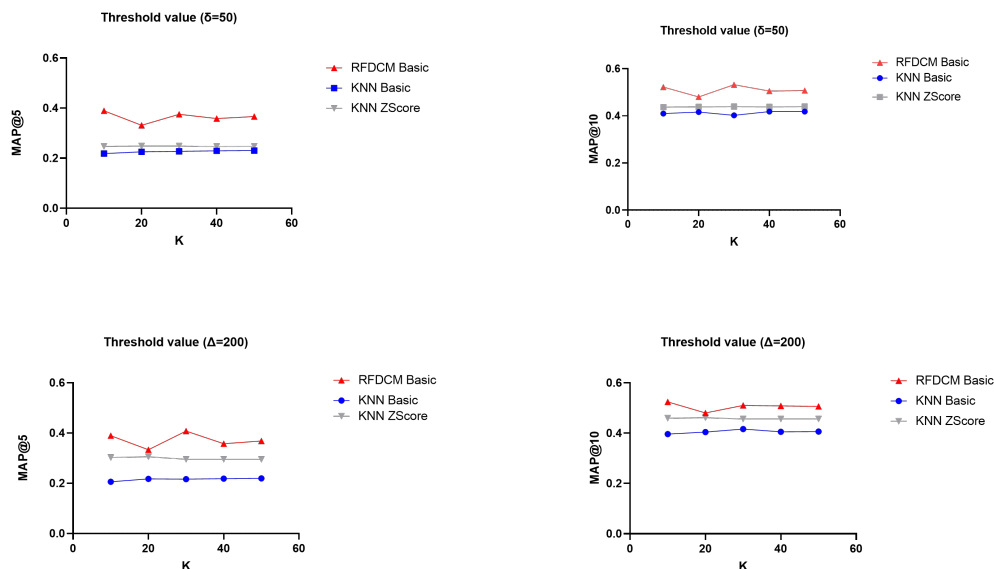 Threshold value (δ=50)
0.6
0.4
0.2
0.0
MAP@5
0
20
40
60
K
RFDCM Basic
KNN Basic
KNN ZScore
Threshold value (δ=50)
0.6
0.4
0.2
0.0
MAP@10
0
20
40
60
K
RFDCM Basic
KNN Basic
KNN ZScore
Threshold value (Δ=200)
0.6
0.4
0.2
0.0
MAP@5
0
20
40
60
K
RFDCM Basic
KNN Basic
KNN ZScore
Threshold value (Δ=200)
0.6
0.4
0.2
0.0
MAP@10
0
20
40
60
K
RFDCM Basic
KNN Basic
KNN ZScore